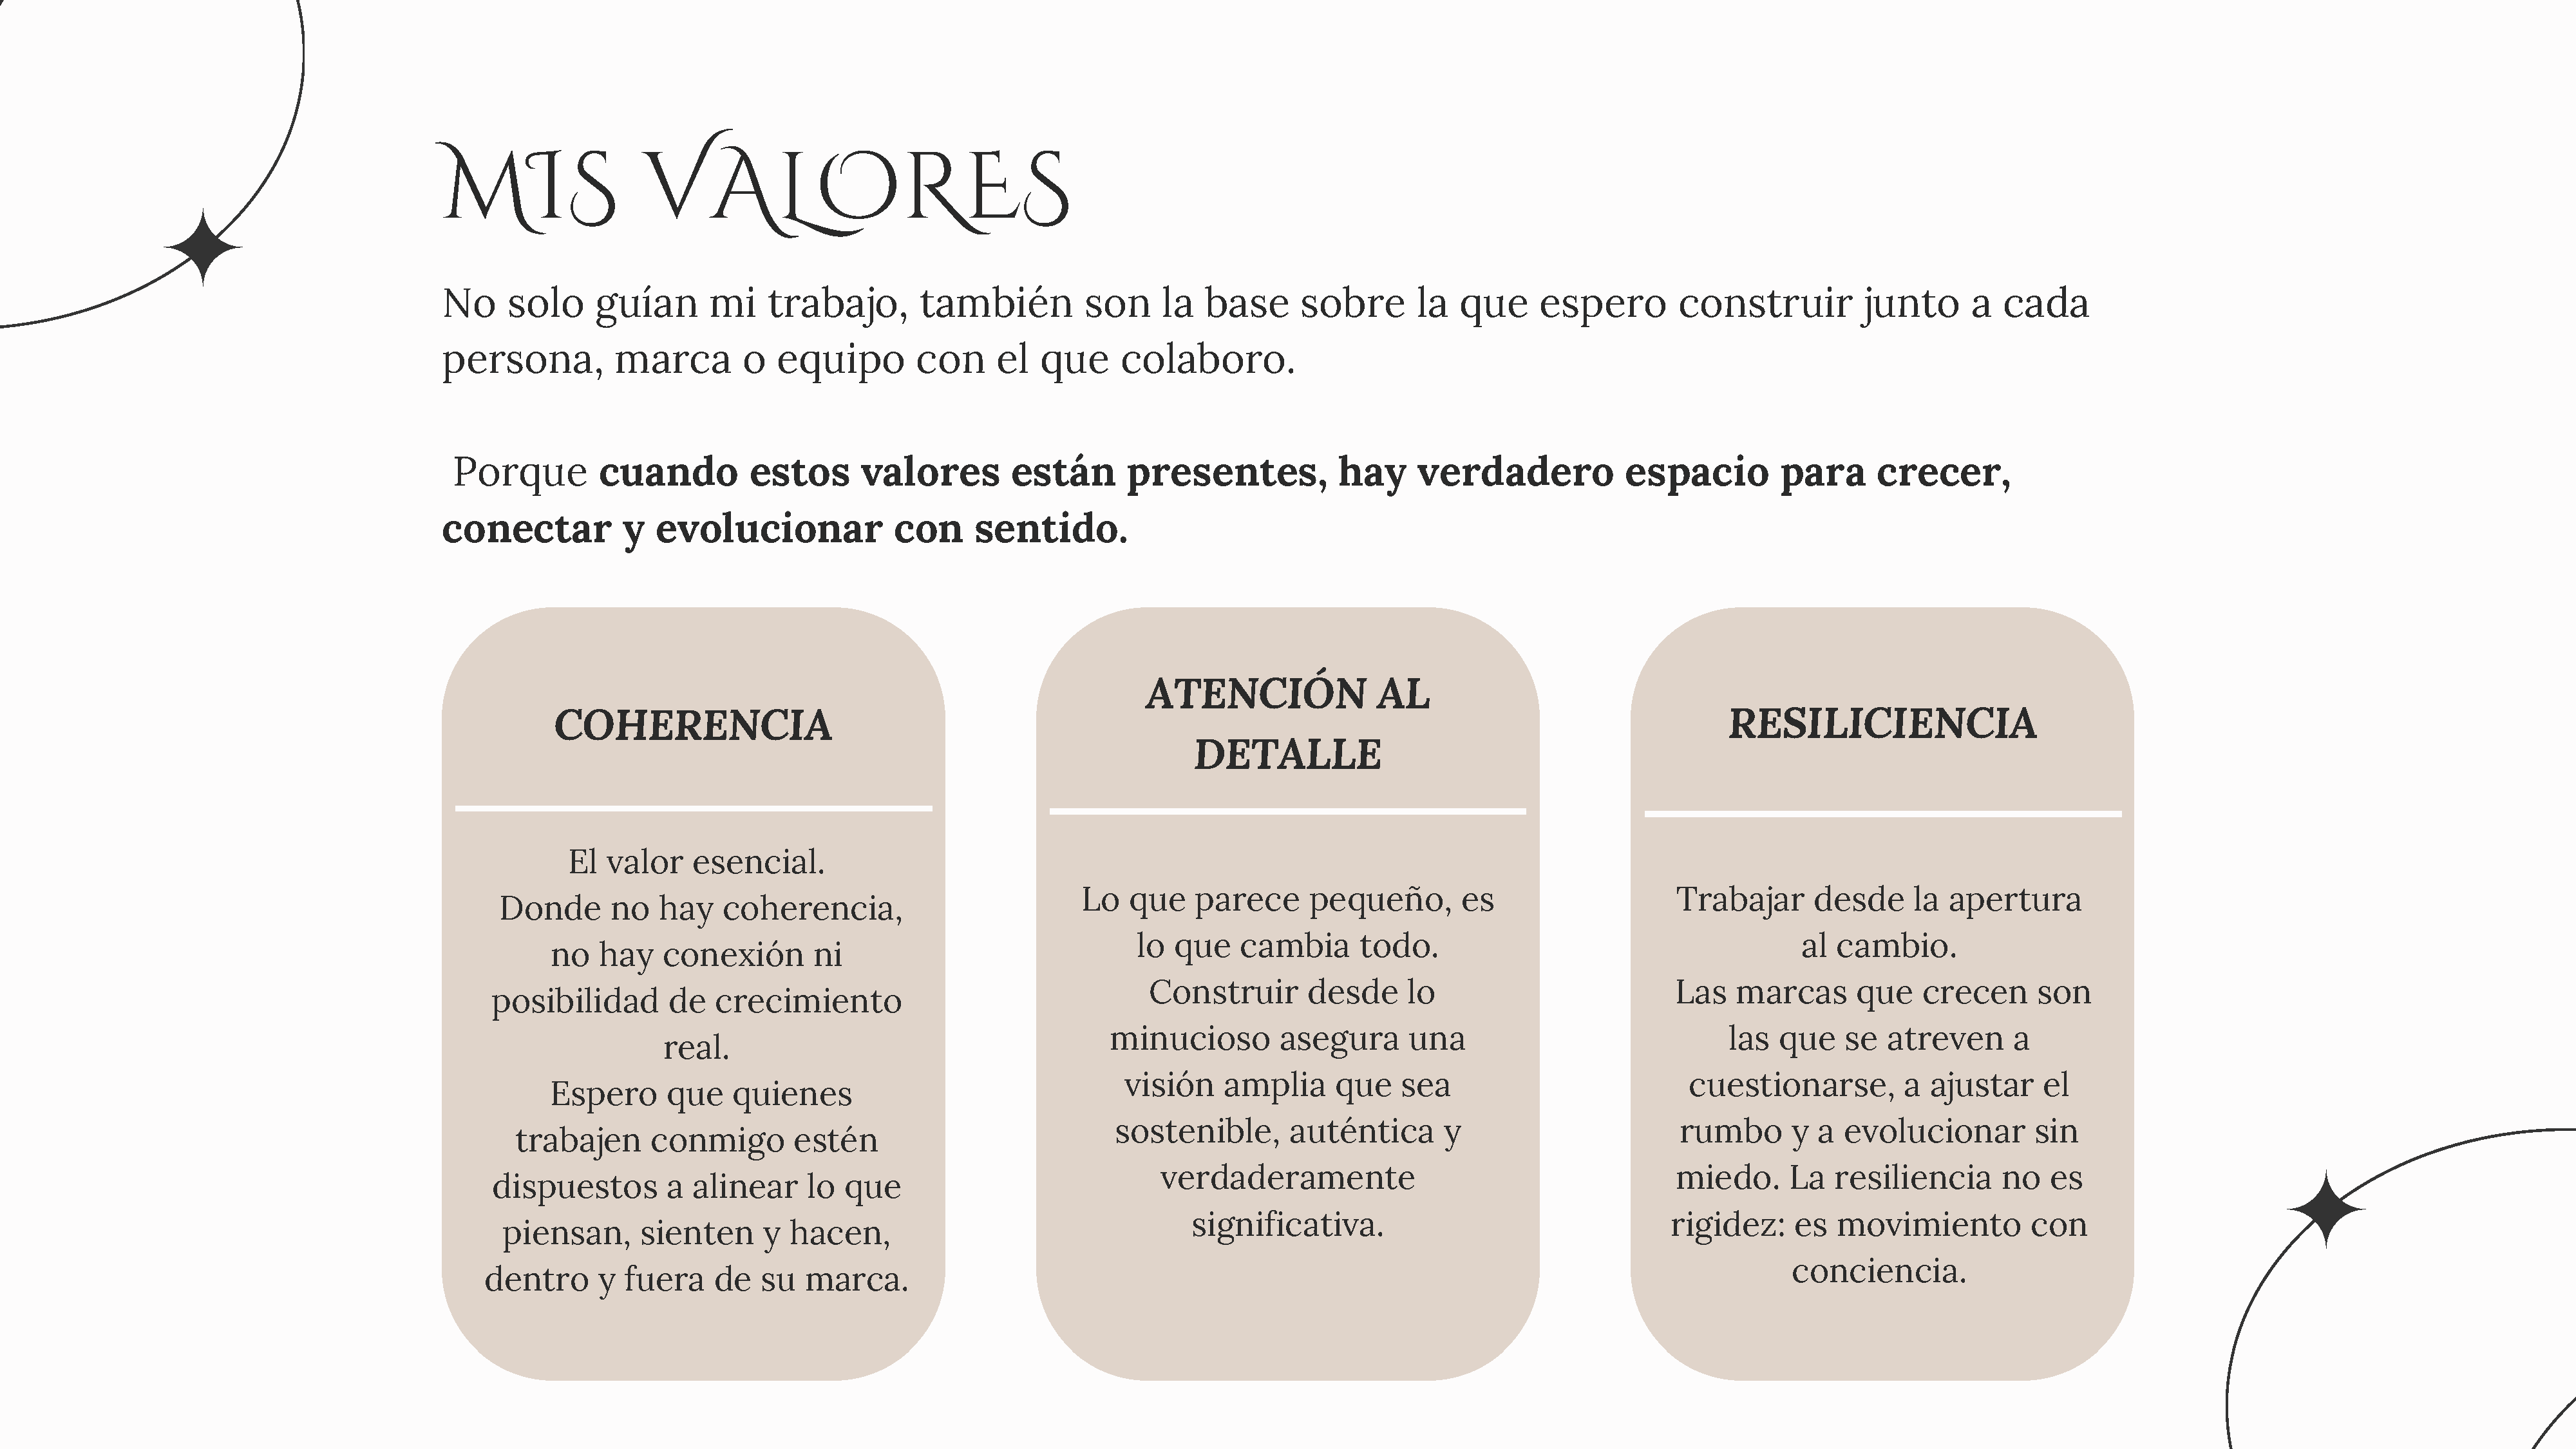 MIS VALORES
No solo guían mi trabajo, también son la base sobre la que espero construir junto a cada
persona, marca o equipo con el que colaboro.
Porque cuando estos valores están presentes, hay verdadero espacio para crecer,
conectar y evolucionar con sentido.
COHERENCIA
El valor esencial.
Donde no hay coherencia,
no hay conexión ni
posibilidad de crecimiento
real.
Espero que quienes
trabajen conmigo estén
dispuestos a alinear lo que
piensan, sienten y hacen,
dentro y fuera de su marca.
ATENCIÓN AL
DETALLE
Lo que parece pequeño, es
lo que cambia todo.
Construir desde lo
minucioso asegura una
visión amplia que sea
sostenible, auténtica y
verdaderamente
significativa.
RESILICIENCIA
Trabajar desde la apertura
al cambio.
Las marcas que crecen son
las que se atreven a
cuestionarse, a ajustar el
rumbo y a evolucionar sin
miedo. La resiliencia no es
rigidez: es movimiento con
conciencia.